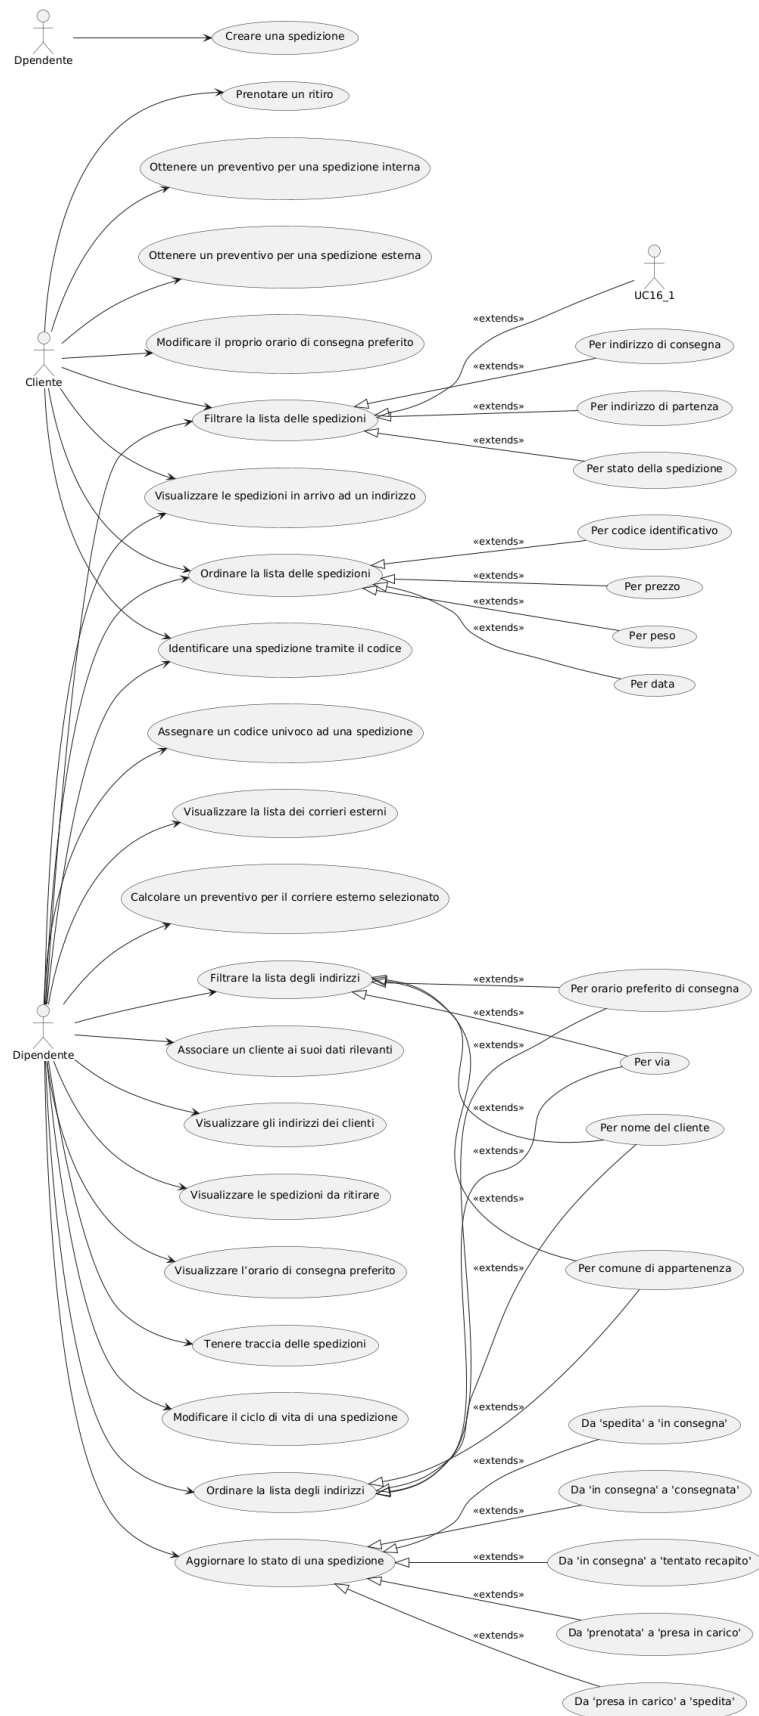 Creare una spedizione
Dpendente
Prenotare un ritiro
Ottenere un preventivo per una spedizione interna
Ottenere un preventivo per una spedizione esterna
UC16_1
«extends»
Modificare il proprio orario di consegna preferito
Per indirizzo di consegna
«extends»
Cliente
Filtrare la lista delle spedizioni
«extends»
Per indirizzo di partenza
«extends»
Per stato della spedizione
Visualizzare le spedizioni in arrivo ad un indirizzo
Per codice identificativo
«extends»
Ordinare la lista delle spedizioni
«extends»
Per prezzo
«extends»
Per peso
«extends»
Identificare una spedizione tramite il codice
Per data
Assegnare un codice univoco ad una spedizione
Visualizzare la lista dei corrieri esterni
Calcolare un preventivo per il corriere esterno selezionato
Filtrare la lista degli indirizzi
«extends»
Per orario preferito di consegna
«extends»
Dipendente
Associare un cliente ai suoi dati rilevanti
«extends»
Per via
«extends»
Visualizzare gli indirizzi dei clienti
Per nome del cliente
«extends»
Visualizzare le spedizioni da ritirare
«extends»
Visualizzare l'orario di consegna preferito
«extends»
Per comune di appartenenza
Tenere traccia delle spedizioni
Modificare il ciclo di vita di una spedizione
«extends»
Da 'spedita' a 'in consegna'
«extends»
Ordinare la lista degli indirizzi
Da 'in consegna' a 'consegnata'
«extends»
Aggiornare lo stato di una spedizione
«extends»
Da 'in consegna' a 'tentato recapito'
«extends»
Da 'prenotata' a 'presa in carico'
«extends»
Da 'presa in carico' a 'spedita'